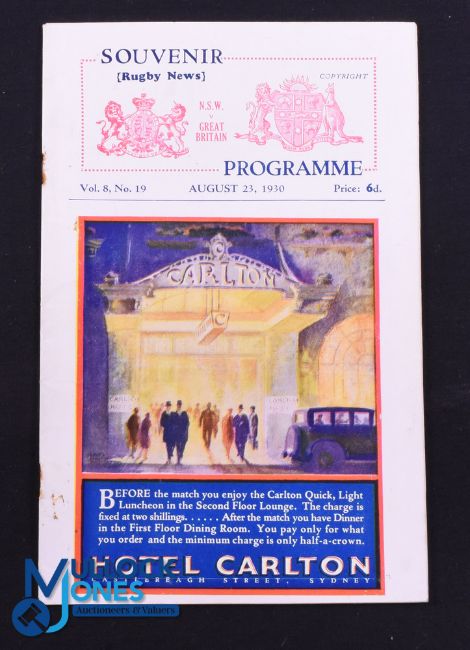 SOUVENIR
{Rugby News}
COPYRIGHT
N.S.W.
v
GREAT
BRITAIN
PROGRAMME
Vol. 8, No. 19 AUGUST 23, 1930 Price: 6d.
CARLTON
BEFORE the match you enjoy the Carlton Quick, Light
Luncheon in the Second Floor Lounge. The charge is
fixed at two shillings...... After the match you have Dinner
in the First Floor Dining Room. You pay only for what
you order and the minimum charge is only half-a-crown.
HOTEL CARLTON
CASTLEREAGH STREET, SYDNEY
MULLOCK
JONES
Auctioneers & Valuers